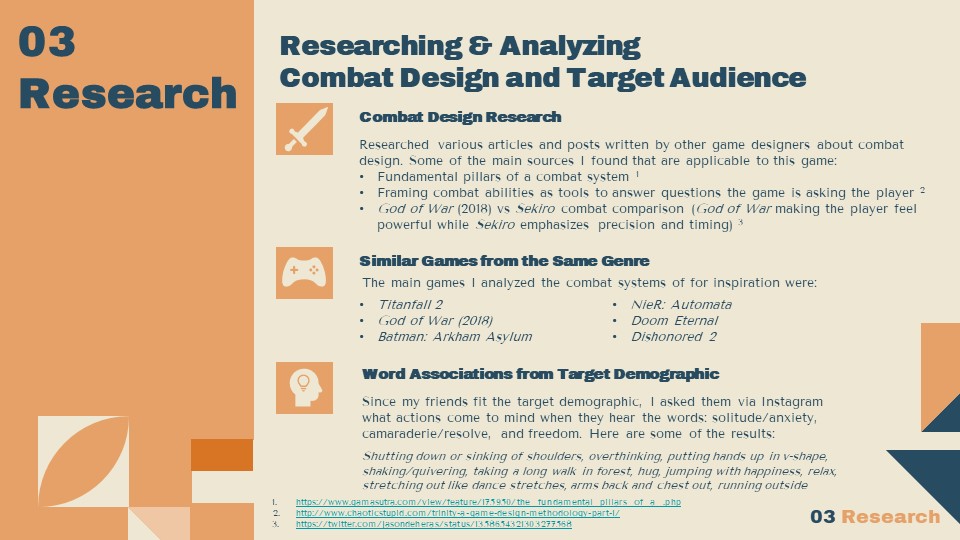 03
Research
Researching & Analyzing
Combat Design and Target Audience
Combat Design Research
Researched various articles and posts written by other game designers about combat
design. Some of the main sources I found that are applicable to this game:
• Fundamental pillars of a combat system 1
• Framing combat abilities as tools to answer questions the game is asking the player 2
• God of War (2018) vs Sekiro combat comparison (God of War making the player feel
powerful while Sekiro emphasizes precision and timing) 3
Similar Games from the Same Genre
The main games I analyzed the combat systems of for inspiration were:
• Titanfall 2
• God of War (2018)
• Batman: Arkham Asylum
• NieR: Automata
• Doom Eternal
• Dishonored 2
Word Associations from Target Demographic
Since my friends fit the target demographic, I asked them via Instagram
what actions come to mind when they hear the words: solitude/anxiety,
camaraderie/resolve, and freedom. Here are some of the results:
Shutting down or sinking of shoulders, overthinking, putting hands up in v-shape,
shaking/quivering, taking a long walk in forest, hug, jumping with happiness, relax,
stretching out like dance stretches, arms back and chest out, running outside
1. https://www.gamasutra.com/view/feature/175950/the_fundamental_pillars_of_a_.php
2. http://www.chaoticstupid.com/trinity-a-game-design-methodology-part-1/
3. https://twitter.com/jasondeheras/status/1358654321303277568
03 Research